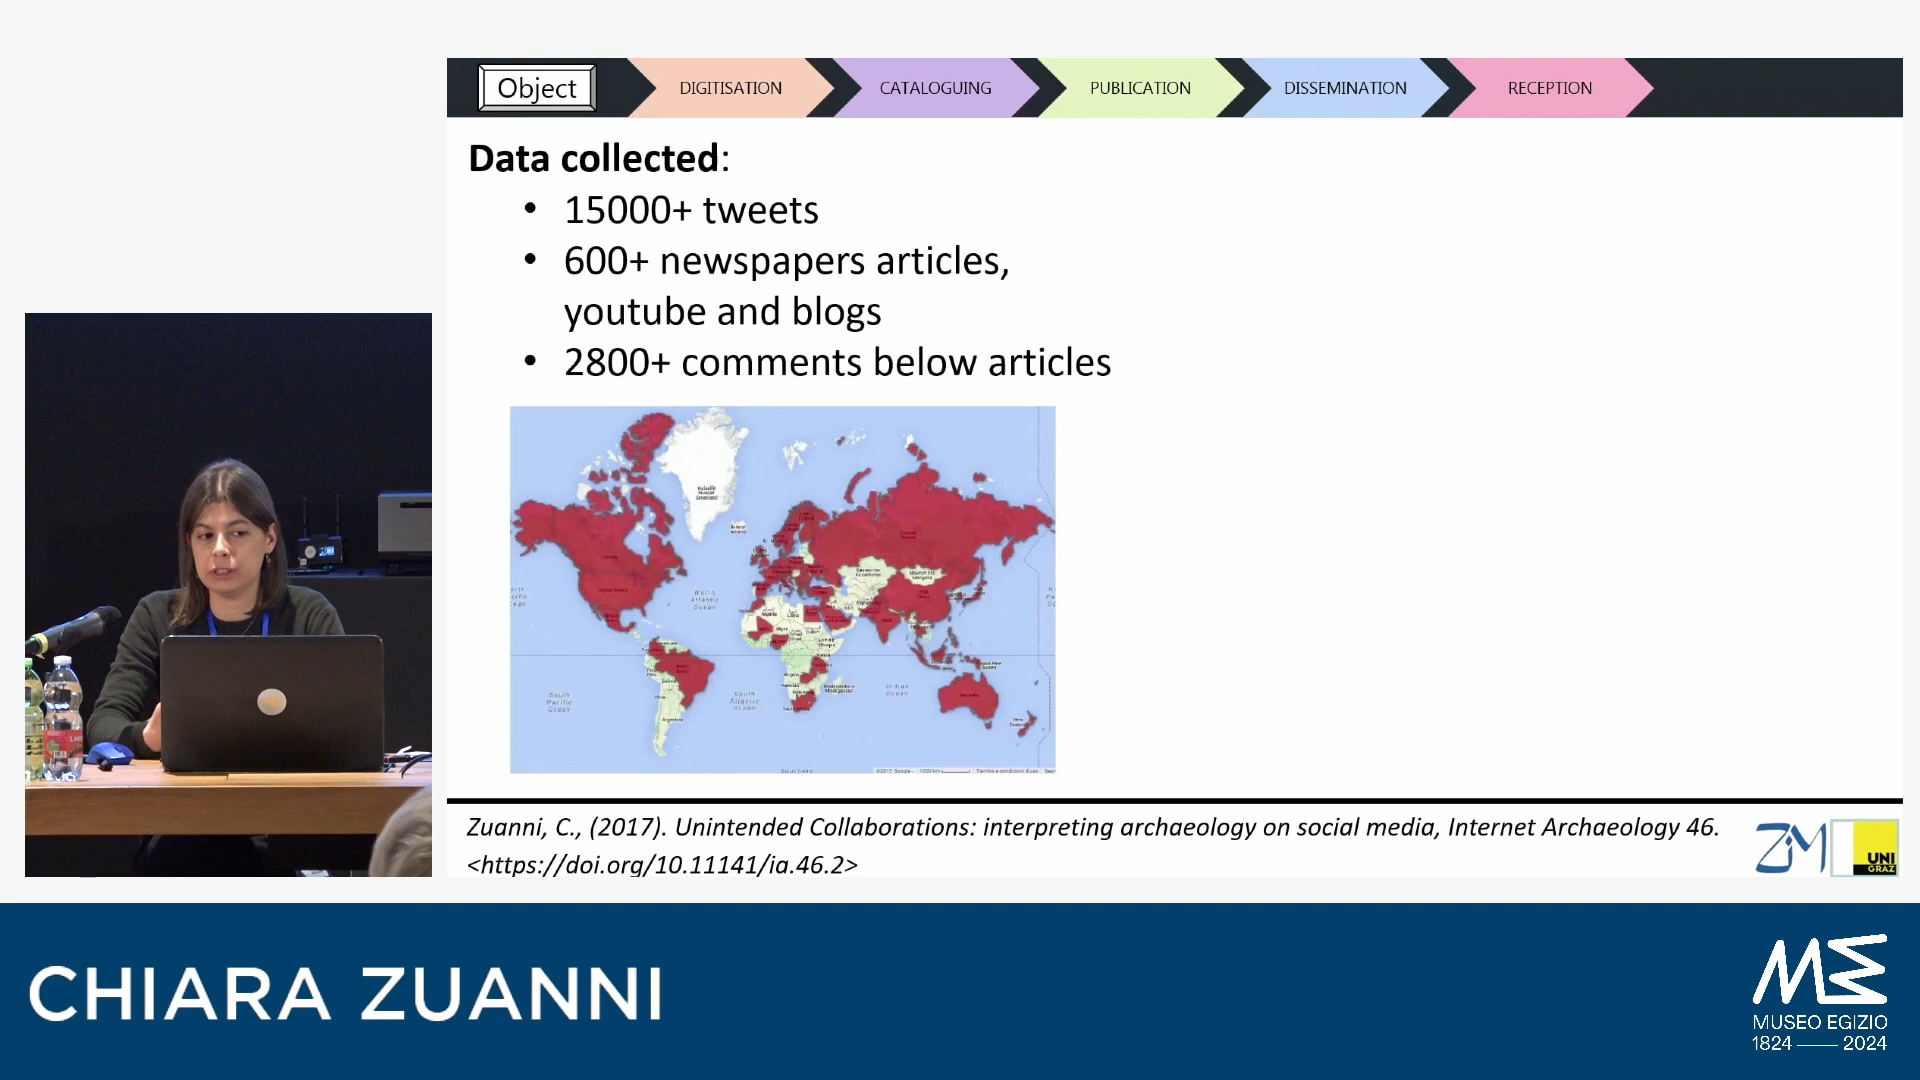 Object
DIGITISATION
CATALOGUING
PUBLICATION
DISSEMINATION
RECEPTION
Data collected:
• 15000+ tweets
• 600+ newspapers articles,
youtube and blogs
• 2800+ comments below articles
Zuanni, C., (2017). Unintended Collaborations: interpreting archaeology on social media, Internet Archaeology 46.
<https://doi.org/10.11141/ia.46.2>
ZiM
UNI
GRAZ
CHIARA ZUANNI
MUSEO EGIZIO
1824 — 2024